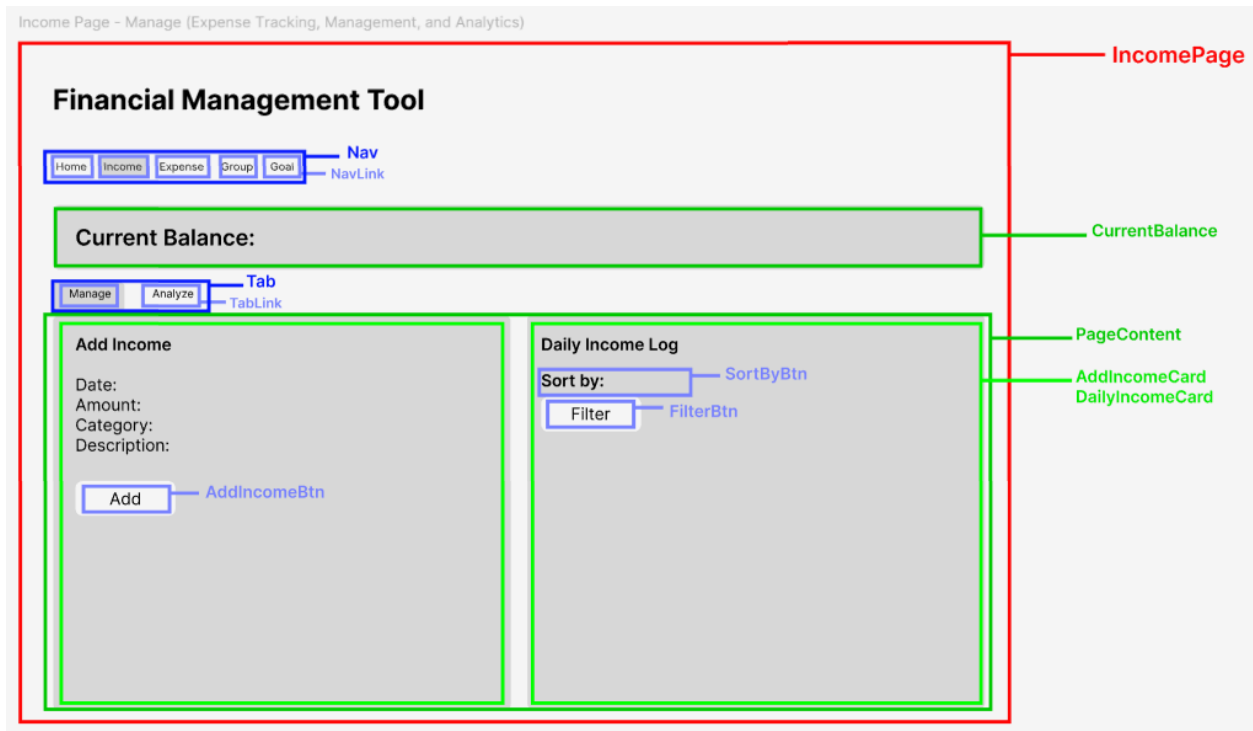 Income Page - Manage (Expense Tracking, Management, and Analytics)
IncomePage
Financial Management Tool
Nav
Home Income Expense Group Goal
NavLink
Current Balance:
CurrentBalance
Tab
Manage Analyze
TabLink
PageContent
Add Income
Daily Income Log
Date:
Sort by:
SortByBtn
AddIncomeCard
DailyIncomeCard
Amount:
Filter
FilterBtn
Category:
Description:
Add
AddIncomeBtn